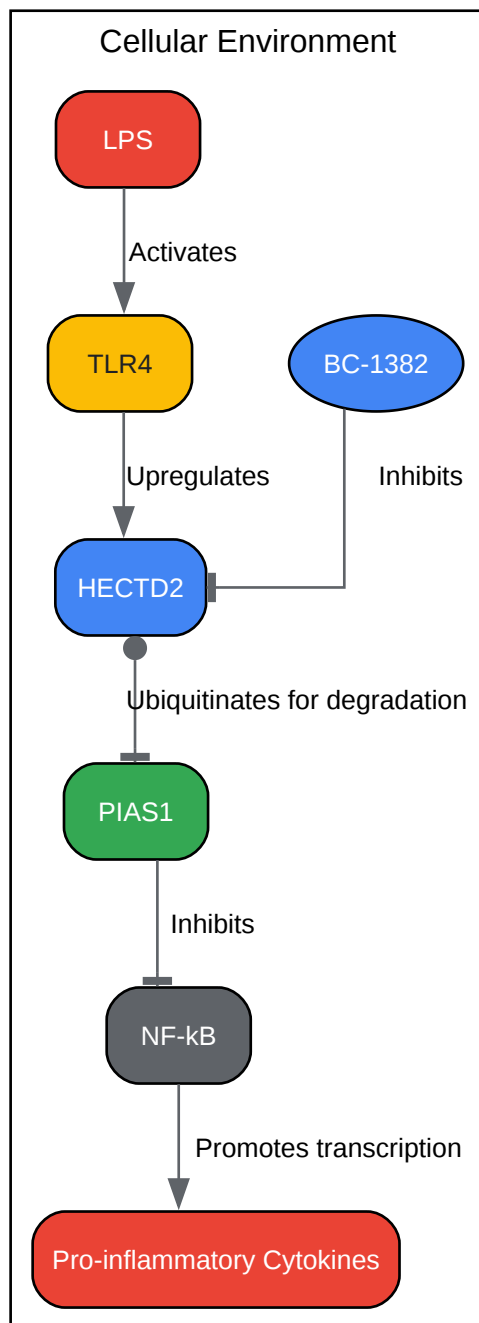 Cellular Environment
LPS
Activates
TLR4
BC-1382
Upregulates
Inhibits
HECTD2
Ubiquitinates for degradation
PIAS1
Inhibits
NF-kB
Promotes transcription
Pro-inflammatory Cytokines